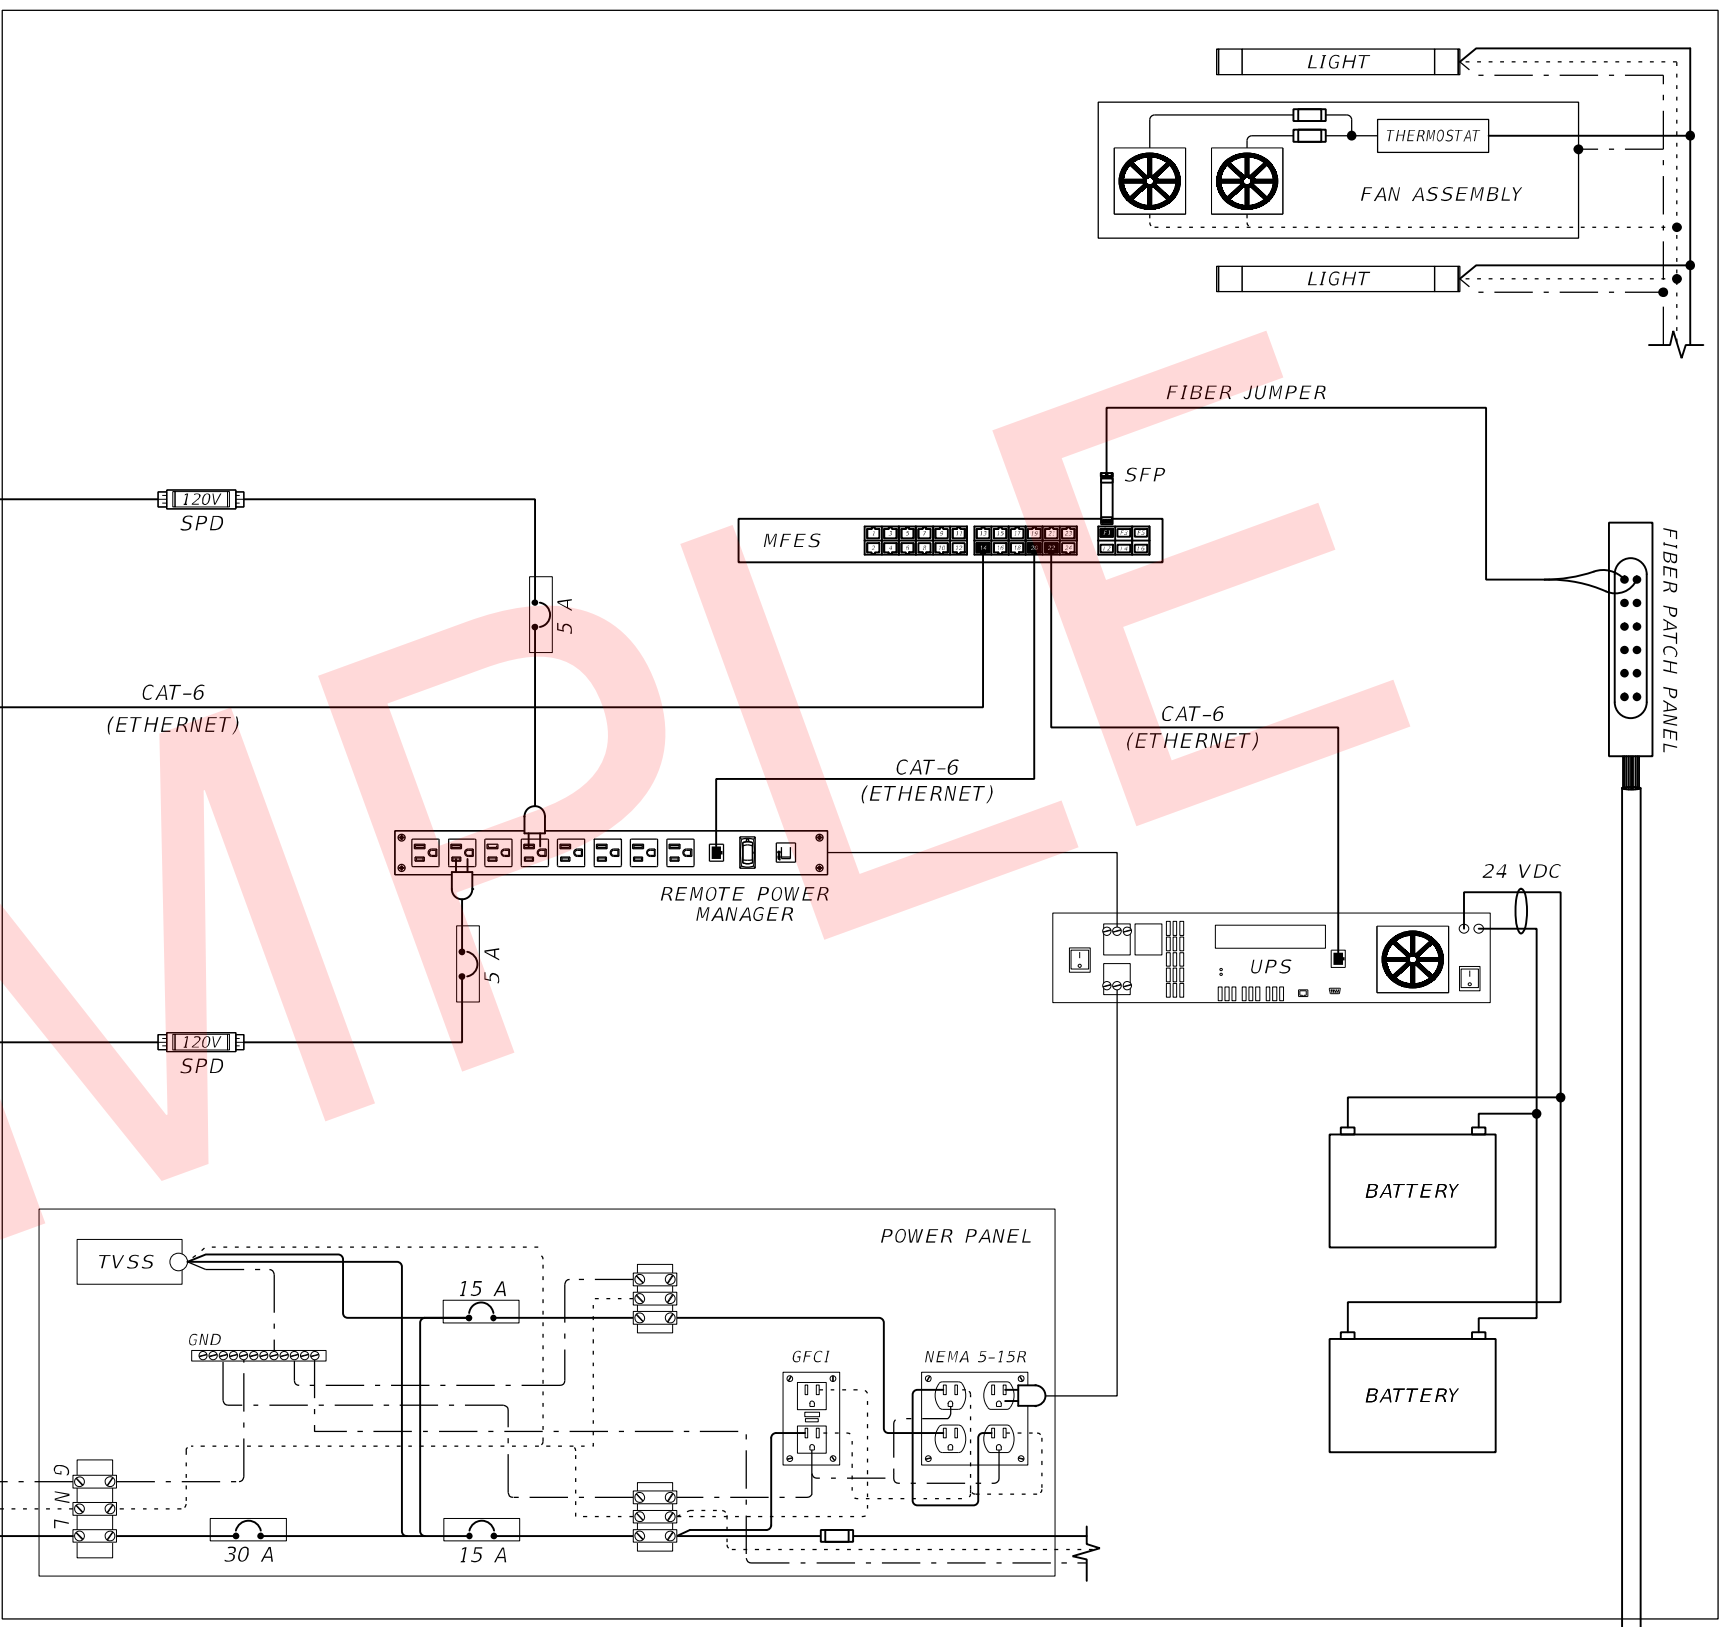 LIGHT
THERMOSTAT
FAN ASSEMBLY
LIGHT
FIBER JUMPER
SFP
120V
SPD
MFES
5 A
FIBER PATCH PANEL
CAT-6
(ETHERNET)
CAT-6
(ETHERNET)
CAT-6
(ETHERNET)
REMOTE POWER
MANAGER
24 VDC
5 A
UPS
120V
SPD
BATTERY
POWER PANEL
TVSS
15 A
GND
GFCI
NEMA 5-15R
BATTERY
G
N
L
30 A
15 A
MPLE